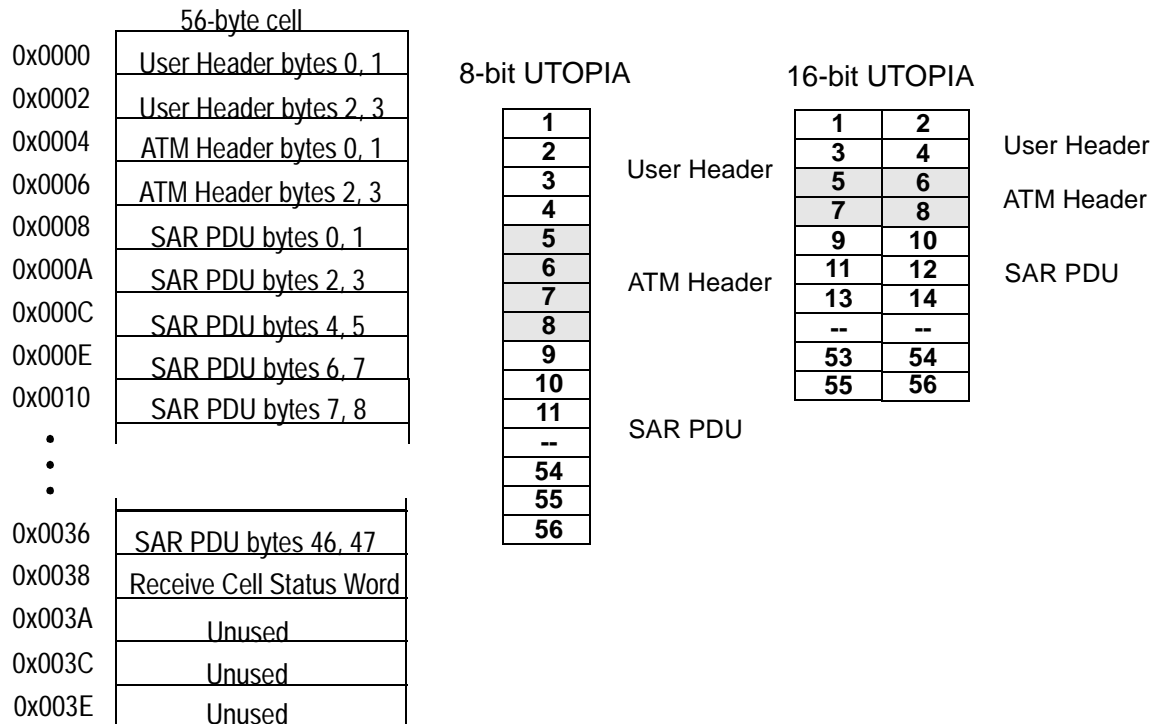 56-byte cell
0x0000 User Header bytes 0, 1
0x0002 User Header bytes 2, 3
0x0004 ATM Header bytes 0, 1
0x0006 ATM Header bytes 2, 3
0x0008 SAR PDU bytes 0, 1
0x000A SAR PDU bytes 2, 3
0x000C SAR PDU bytes 4, 5
0x000E SAR PDU bytes 6, 7
0x0010 SAR PDU bytes 7, 8
0x0036 SAR PDU bytes 46, 47
0x0038 Receive Cell Status Word
0x003A Unused
0x003C Unused
0x003E Unused
8-bit UTOPIA
1
2
3
4
5
6
7
8
9
10
11
--
54
55
56
User Header
ATM Header
SAR PDU
16-bit UTOPIA
1 2
3 4
5 6
7 8
9 10
11 12
13 14
-- --
53 54
55 56
User Header
ATM Header
SAR PDU